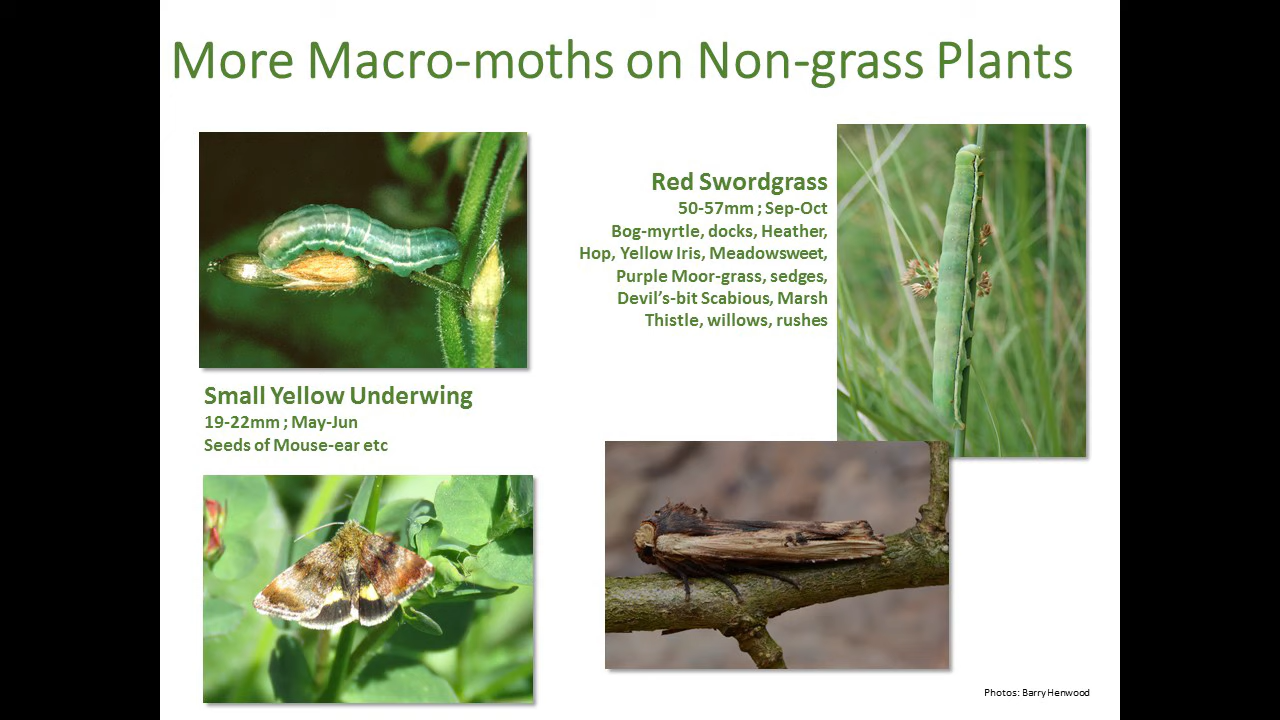 More Macro-moths on Non-grass Plants
Red Swordgrass
50-57mm ; Sep-Oct
Bog-myrtle, docks, Heather,
Hop, Yellow Iris, Meadowsweet,
Purple Moor-grass, sedges,
Devil’s-bit Scabious, Marsh
Thistle, willows, rushes
Small Yellow Underwing
19-22mm ; May-Jun
Seeds of Mouse-ear etc
Photos: Barry Henwood